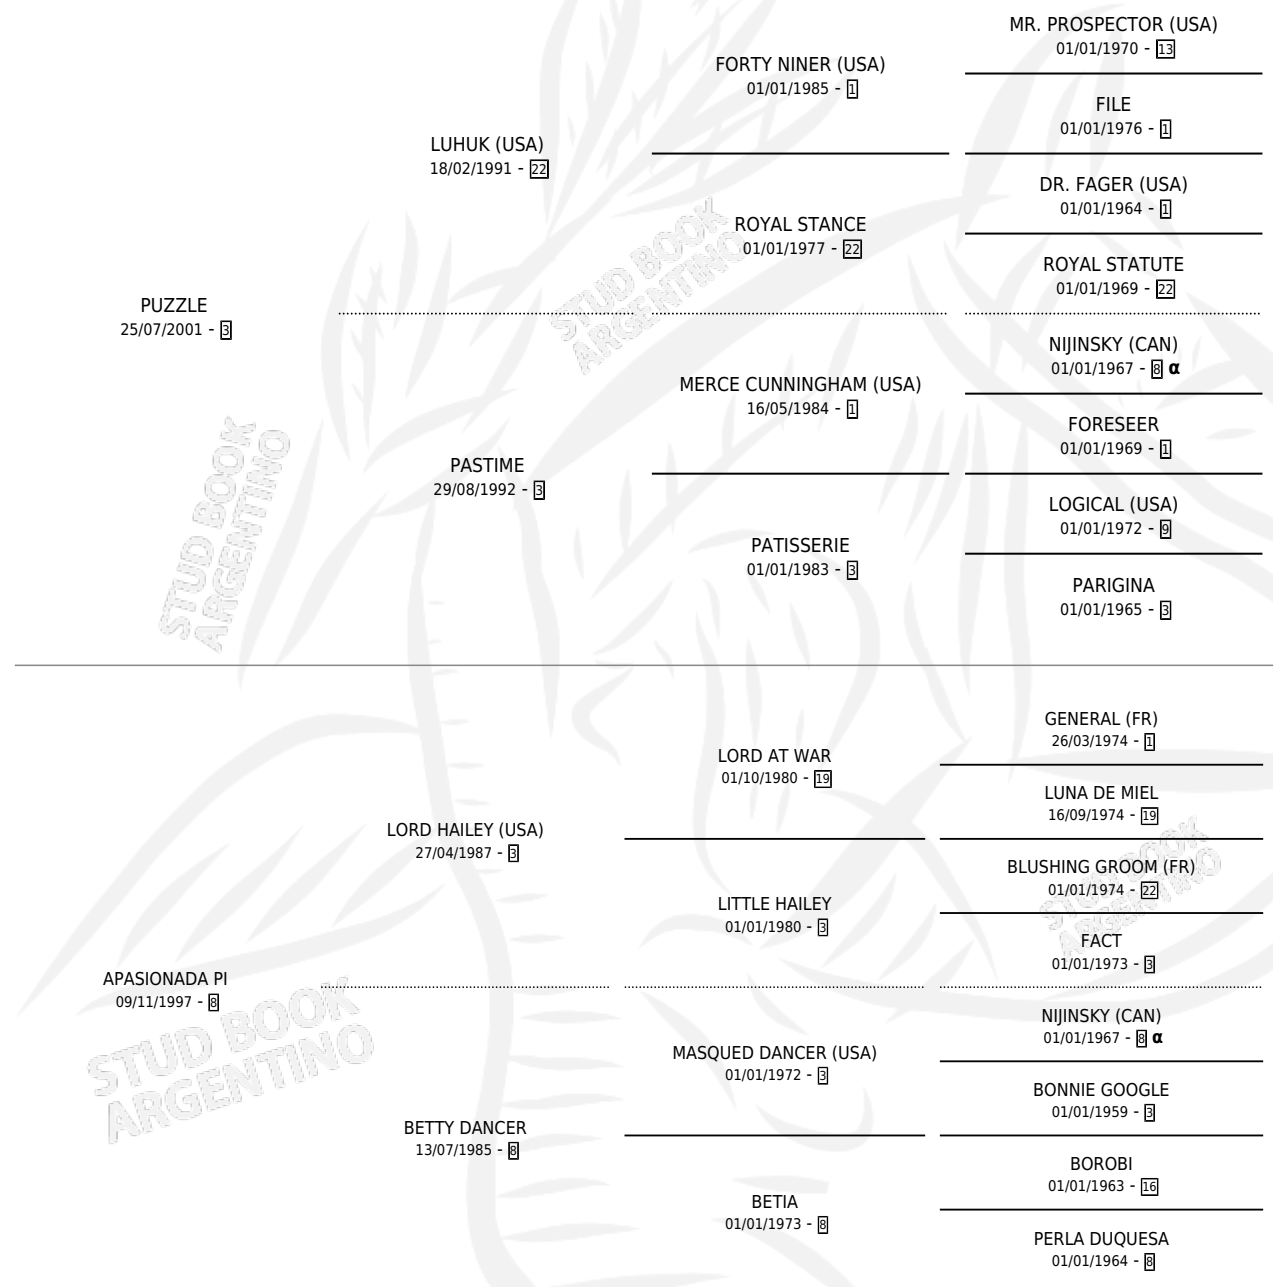 MR. PROSPECTOR (USA)
01/01/1970 - 13
FORTY NINER (USA)
01/01/1985 - 1
FILE
01/01/1976 - 1
LUHUK (USA)
18/02/1991 - 22
DR. FAGER (USA)
01/01/1964 - 1
ROYAL STANCE
01/01/1977 - 22
ROYAL STATUTE
01/01/1969 - 22
PUZZLE
25/07/2001 - 3
NIJINSKY (CAN)
01/01/1967 - 8 α
MERCE CUNNINGHAM (USA)
16/05/1984 - 1
FORESEER
01/01/1969 - 1
PASTIME
29/08/1992 - 3
LOGICAL (USA)
01/01/1972 - 9
PATISSERIE
01/01/1983 - 3
PARIGINA
01/01/1965 - 3
GENERAL (FR)
26/03/1974 - 1
LORD AT WAR
01/10/1980 - 19
LUNA DE MIEL
16/09/1974 - 19
LORD HAILEY (USA)
27/04/1987 - 3
BLUSHING GROOM (FR)
01/01/1974 - 22
LITTLE HAILEY
01/01/1980 - 3
FACT
01/01/1973 - 3
APASIONADA PI
09/11/1997 - 8
NIJINSKY (CAN)
01/01/1967 - 8 α
MASQUED DANCER (USA)
01/01/1972 - 3
BONNIE GOOGLE
01/01/1959 - 3
BETTY DANCER
13/07/1985 - 8
BOROBI
01/01/1963 - 16
BETIA
01/01/1973 - 8
PERLA DUQUESA
01/01/1964 - 8
STUD BOOK
ARGENTINO
STUD BOOK
ARGENTINO
STUD BOOK
ARGENTINO
STUD BOOK
ARGENTINO